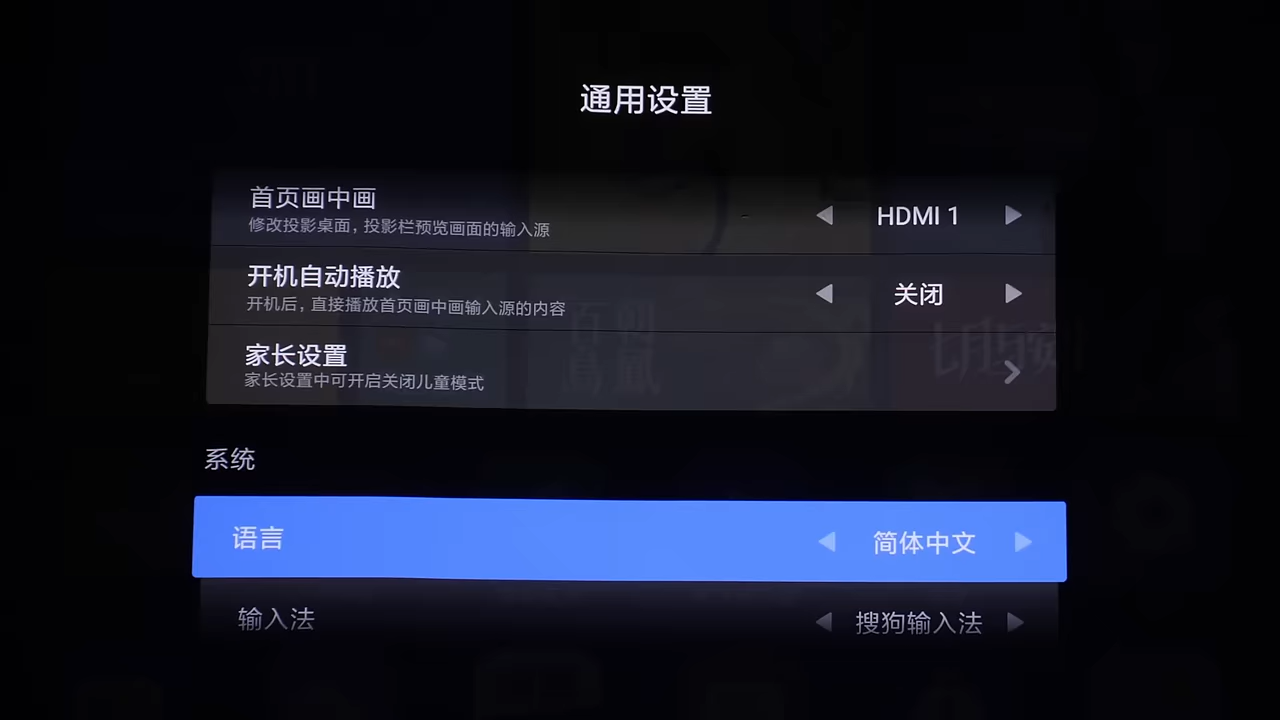 通用设置
首页画中画
修改投影桌面，投影栏预览画面的输入源
HDMI 1
开机自动播放
开机后，直接播放首页画中画输入源的内容
关闭
家长设置
家长设置中可开启关闭儿童模式
系统
语言
简体中文
输入法
搜狗输入法